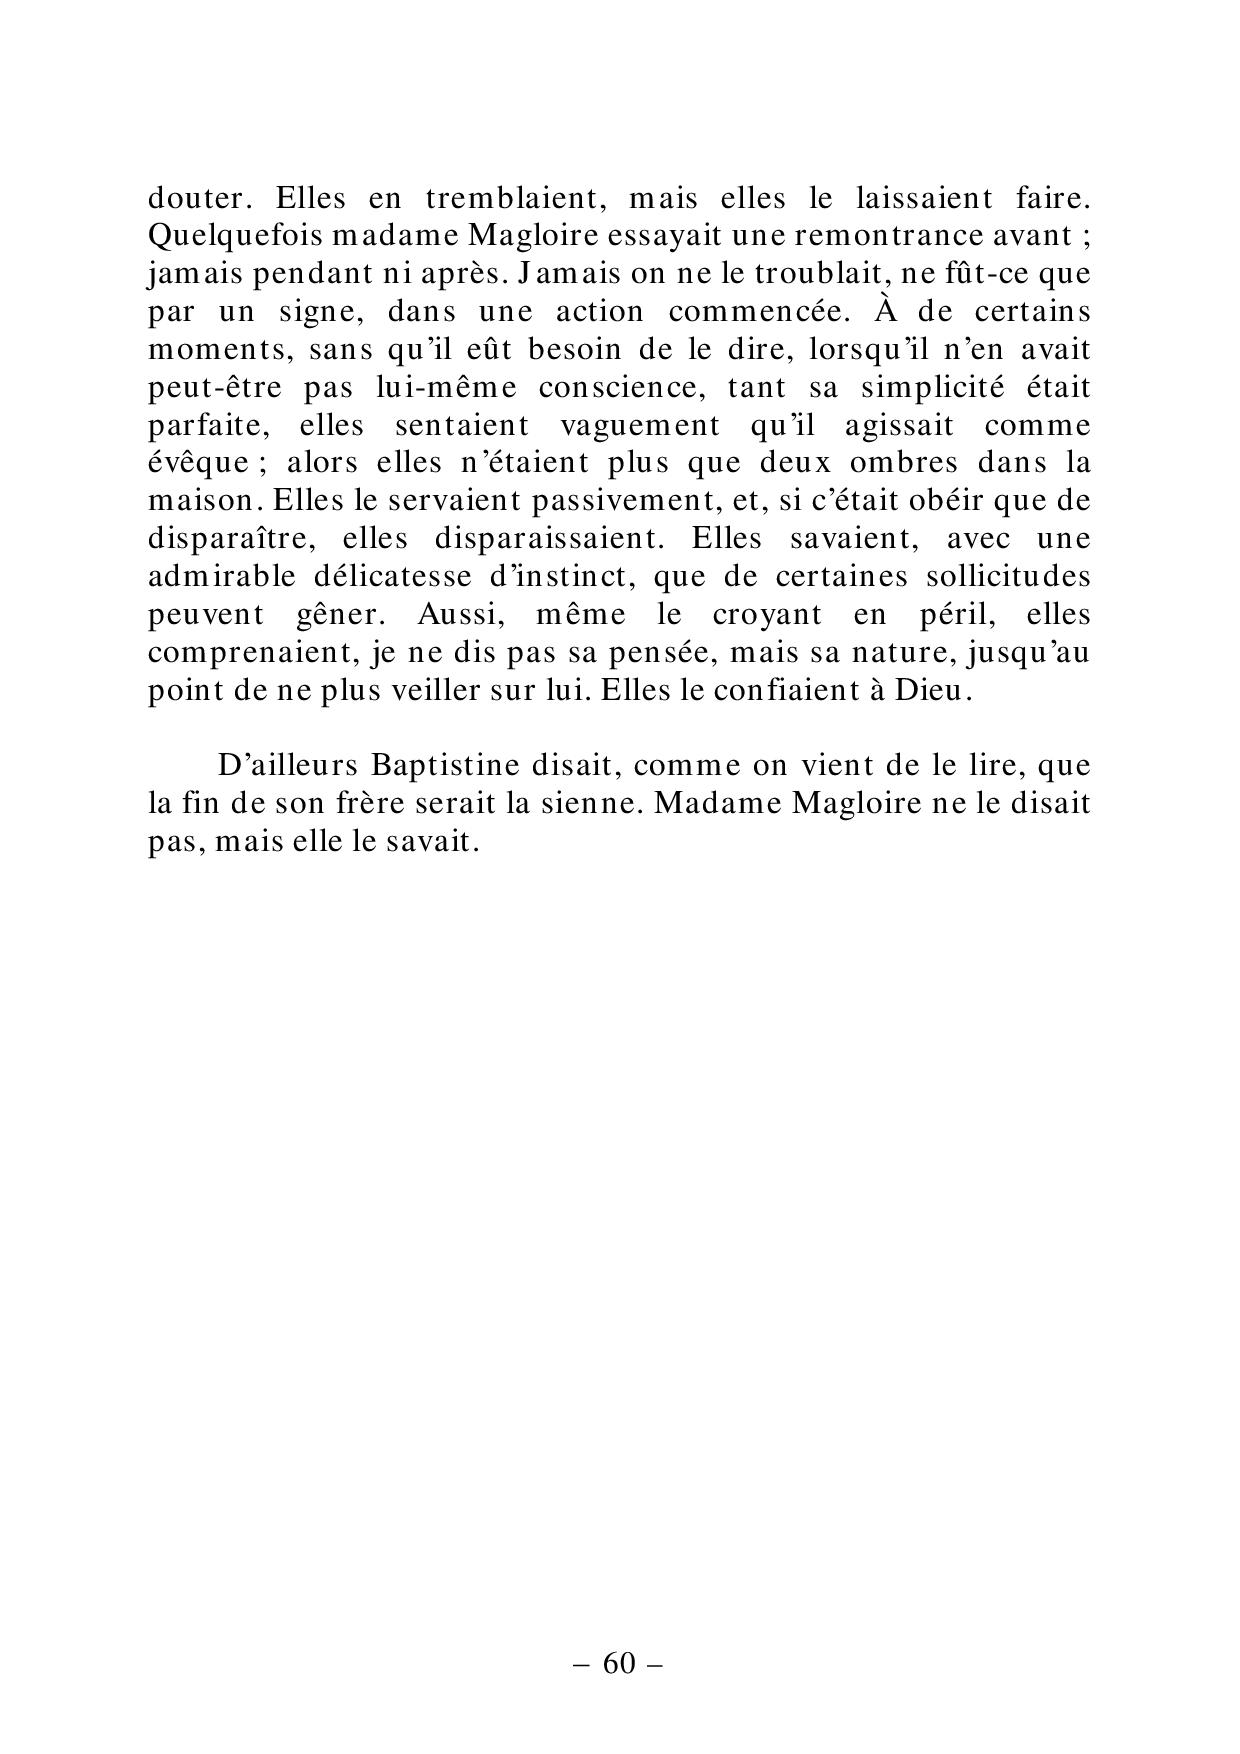 douter. Elles en tremblaient, mais elles le laissaient faire.
Quelquefois madame Magloire essayait une remontrance avant ;
jamais pendant ni après. Jamais on ne le troublait, ne fût-ce que
par un signe, dans une action commencée. À de certains
moments, sans qu’il eût besoin de le dire, lorsqu’il n’en avait
peut-être pas lui-même conscience, tant sa simplicité était
parfaite, elles sentaient vaguement qu’il agissait comme
évêque ; alors elles n’étaient plus que deux ombres dans la
maison. Elles le servaient passivement, et, si c’était obéir que de
disparaître, elles disparaissaient. Elles savaient, avec une
admirable délicatesse d’instinct, que de certaines sollicitudes
peuvent gêner. Aussi, même le croyant en péril, elles
comprenaient, je ne dis pas sa pensée, mais sa nature, jusqu’au
point de ne plus veiller sur lui. Elles le confiaient à Dieu.
D’ailleurs Baptistine disait, comme on vient de le lire, que
la fin de son frère serait la sienne. Madame Magloire ne le disait
pas, mais elle le savait.
– 60 –